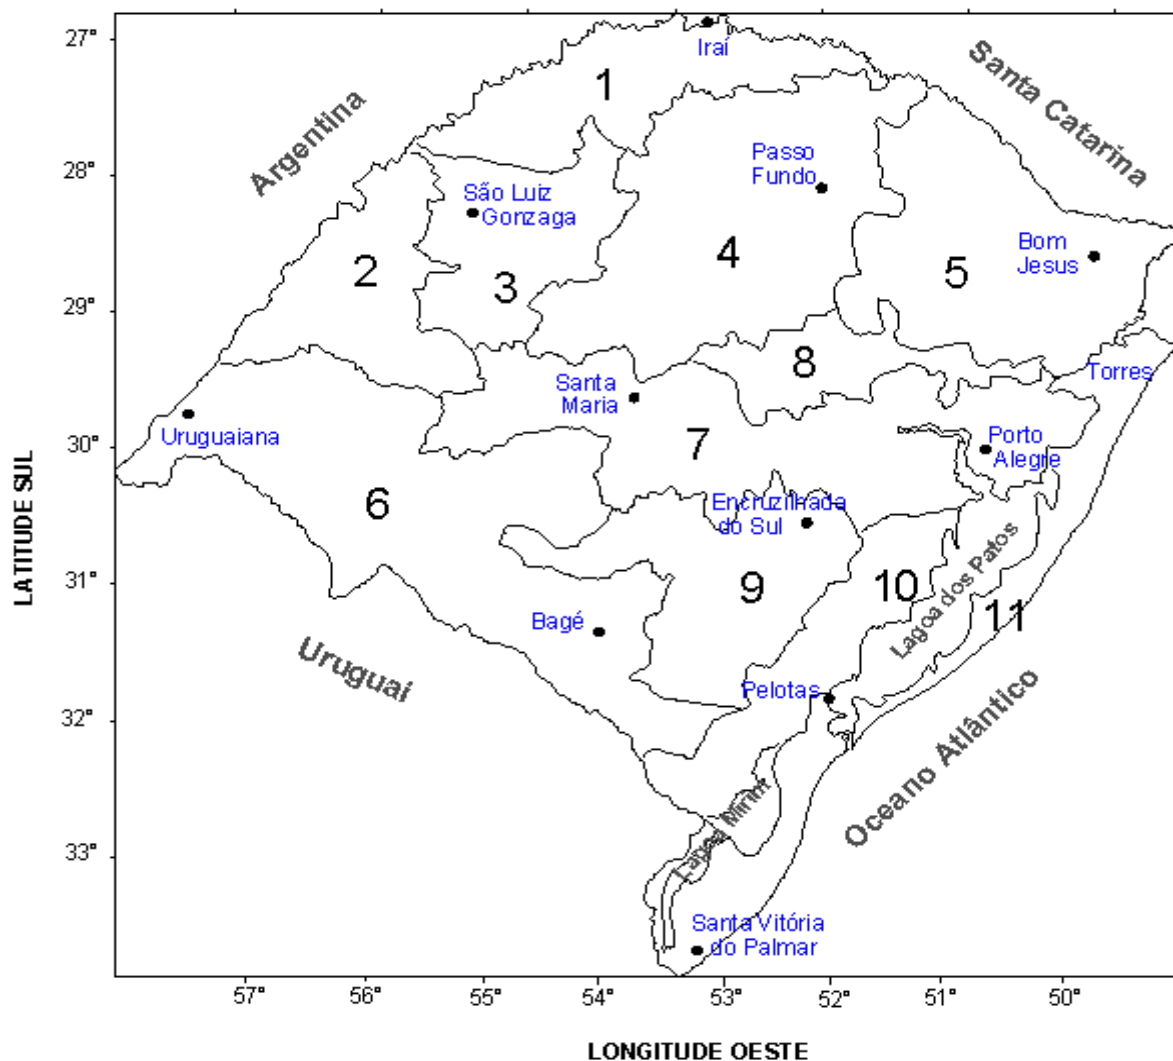 27°
28°
29°
30°
31°
32°
33°
LATITUDE SUL
Iraí
Santa Catarina
1
Argentina
Passo
Fundo
São Luiz
Gonzaga
4
Bom
Jesus
2
3
5
8
Torres
Santa
Maria
Uruguaiana
7
Porto
Alegre
6
Encruzilhada
do Sul
9
10
Lagoa dos Patos
11
Bagé
Uruguai
Pelotas
Oceano Atlântico
Lagoa Mirim
Santa Vitória
do Palmar
57°
56°
55°
54°
53°
52°
51°
50°
LONGITUDE OESTE